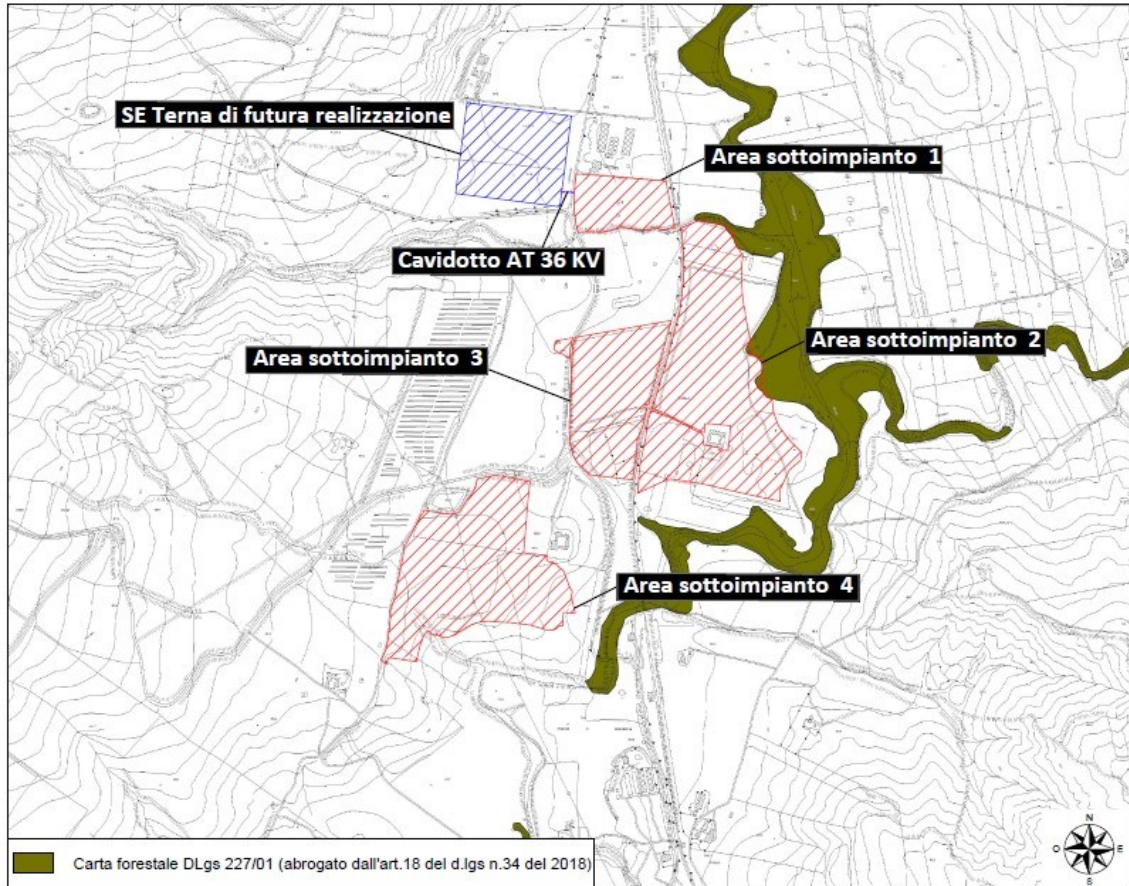 SE Terna di futura realizzazione
Area sottoimpianto 1
Cavidotto AT 36 KV
Area sottoimpianto 2
Area sottoimpianto 3
Area sottoimpianto 4
N
O
E
S
Carta forestale DLgs 227/01 (abrogato dall'art.18 del d.lgs n.34 del 2018)